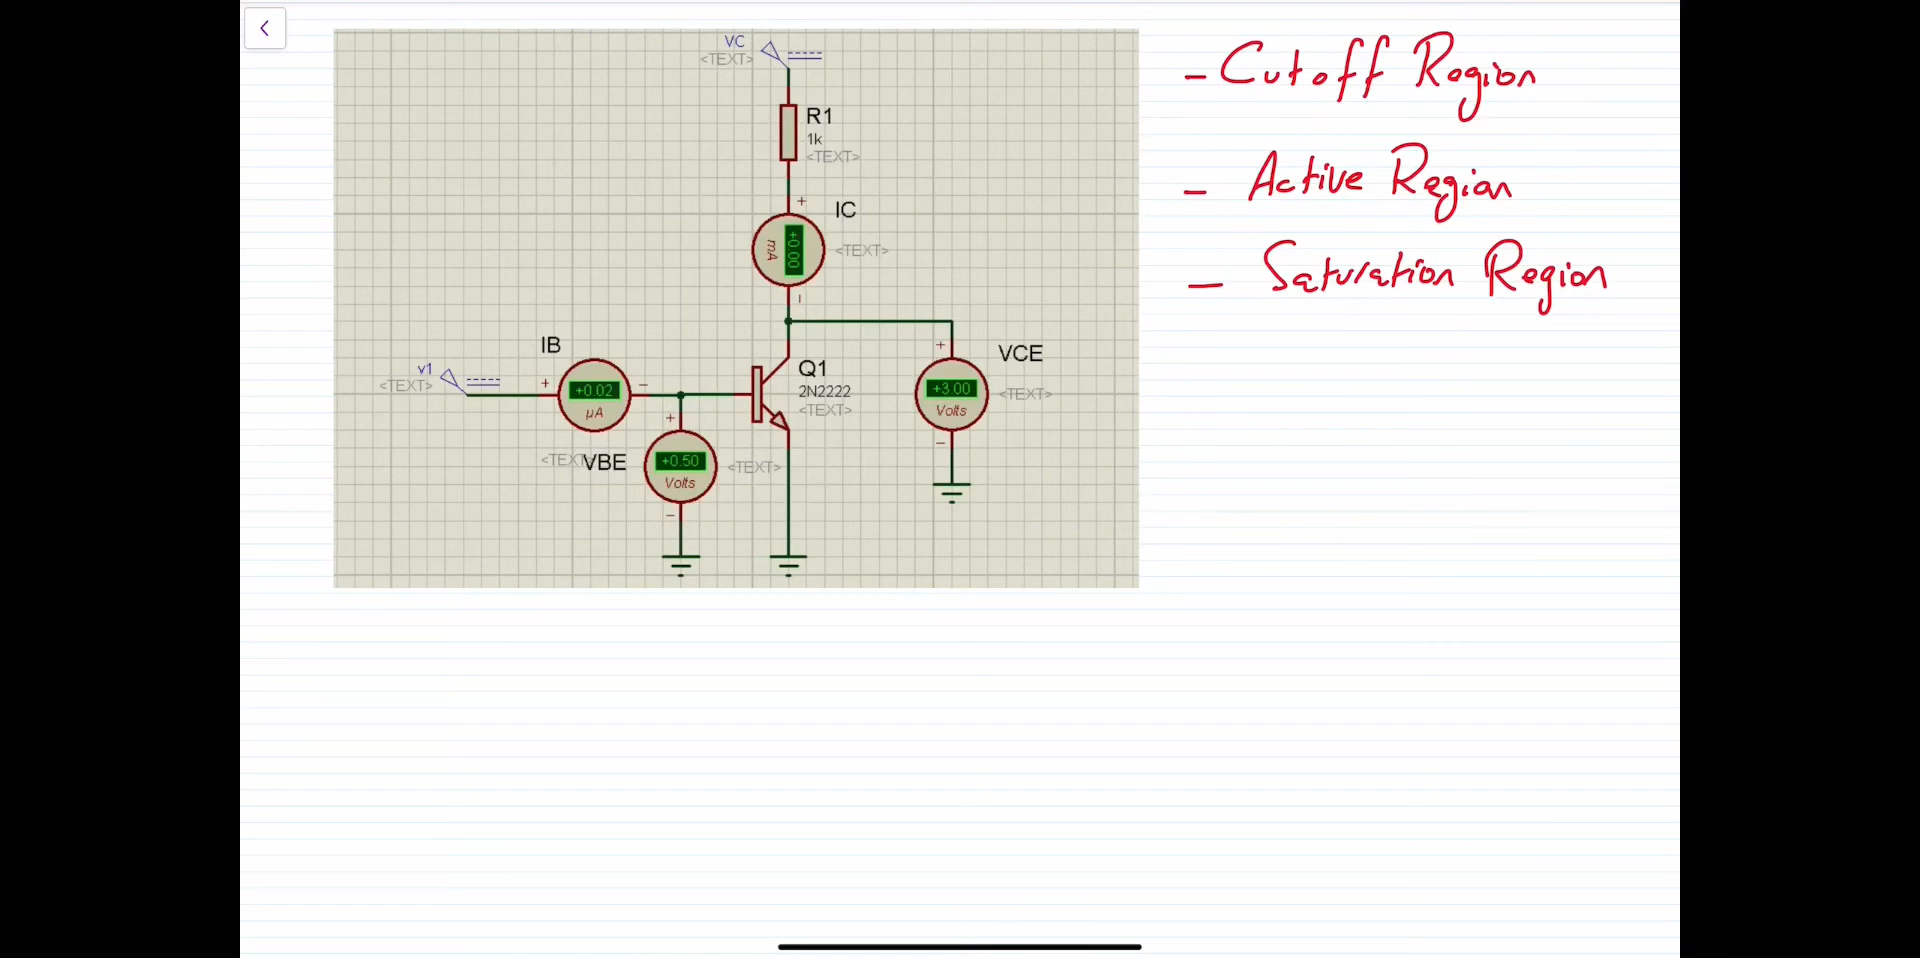 VC
<TEXT>
- Cutoff Region
R1
1k
<TEXT>
- Active Region
+
IC
+0.00
mA
<TEXT>
- Saturation Region
-
IB
v1
<TEXT>
+
+0.02
µA
-
Q1
2N2222
<TEXT>
+
VCE
+3.00
Volts
<TEXT>
-
+
<TEXT>
VBE
+0.50
Volts
<TEXT>
-